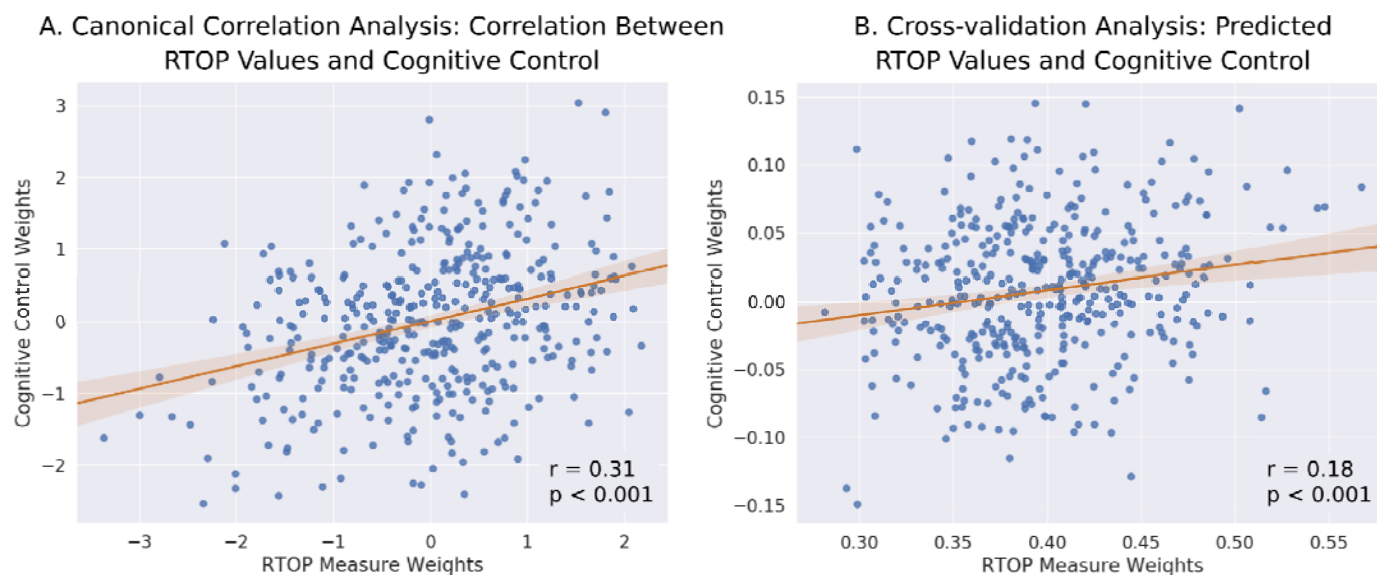 A. Canonical Correlation Analysis: Correlation Between
RTOP Values and Cognitive Control
3
2
1
0
−1
−2
Cognitive Control Weights
r = 0.31
p < 0.001
−3 −2 −1 0 1 2
RTOP Measure Weights
B. Cross-validation Analysis: Predicted
RTOP Values and Cognitive Control
0.15
0.10
0.05
0.00
−0.05
−0.10
−0.15
Cognitive Control Weights
r = 0.18
p < 0.001
0.30 0.35 0.40 0.45 0.50 0.55
RTOP Measure Weights